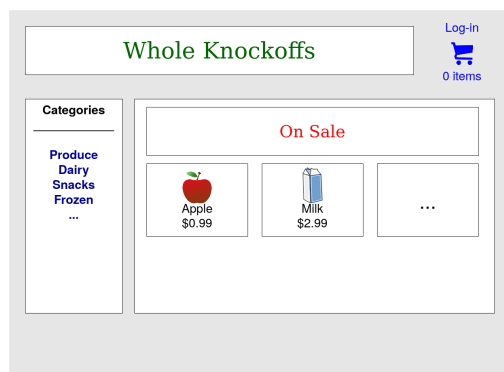 Whole Knockoffs
Log-in
0 items
Categories
Produce
Dairy
Snacks
Frozen
...
On Sale
Apple
$0.99
Milk
$2.99
...